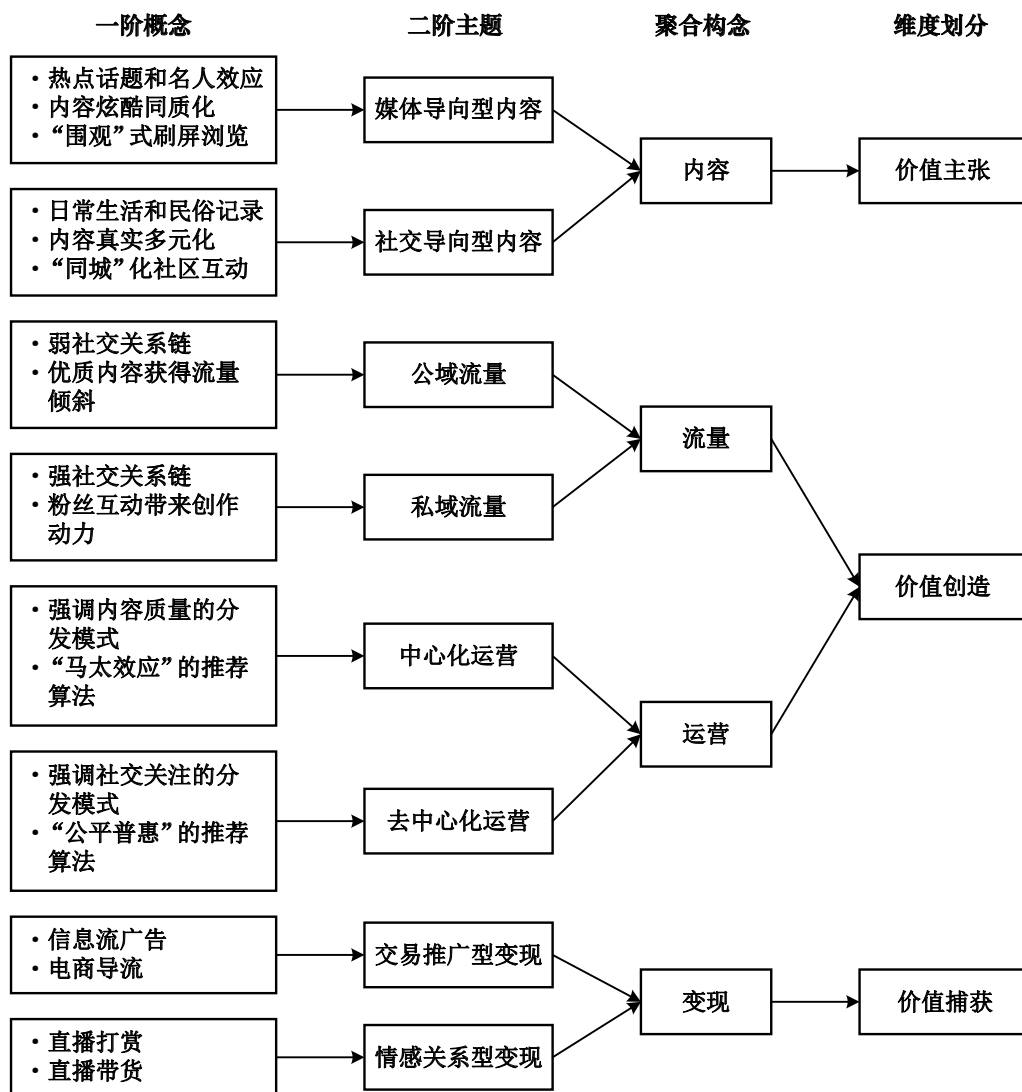 一阶概念 二阶主题 聚合构念 维度划分
·热点话题和名人效应
·内容炫酷同质化
·“围观”式刷屏浏览
媒体导向型内容
·日常生活和民俗记录
·内容真实多元化
·“同城”化社区互动
社交导向型内容
内容
价值主张
·弱社交关系链
·优质内容获得流量
倾斜
公域流量
·强社交关系链
·粉丝互动带来创作
动力
私域流量
流量
·强调内容质量的分
发模式
·“马太效应”的推荐
算法
中心化运营
·强调社交关注的分
发模式
·“公平普惠”的推荐
算法
去中心化运营
运营
价值创造
·信息流广告
·电商导流
交易推广型变现
·直播打赏
·直播带货
情感关系型变现
变现
价值捕获